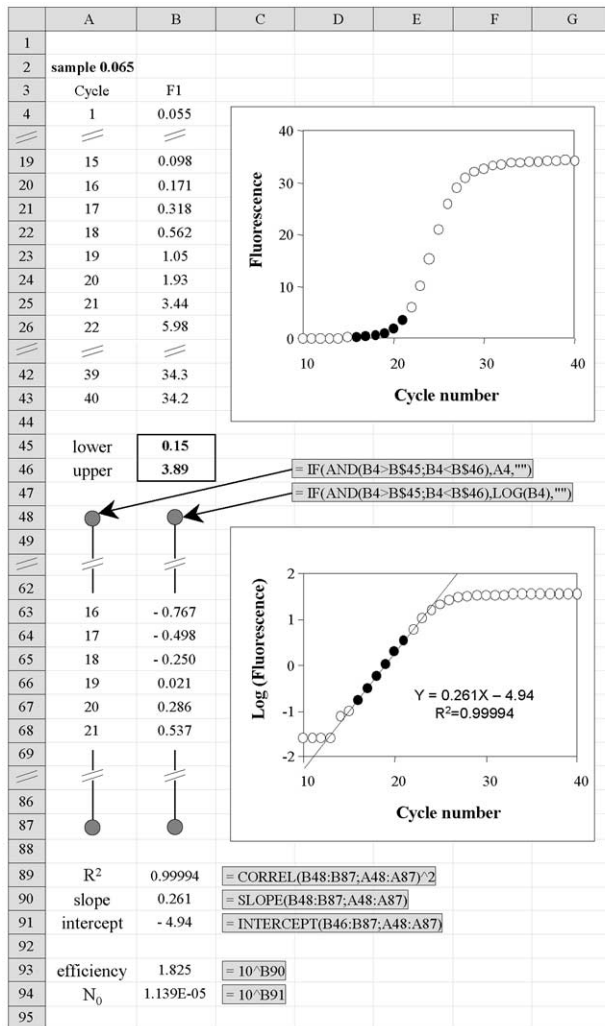 A B C D E F G
1
2 sample 0.065
3 Cycle F1
4 1 0.055
19 15 0.098
20 16 0.171
21 17 0.318
22 18 0.562
23 19 1.05
24 20 1.93
25 21 3.44
26 22 5.98
42 39 34.3
43 40 34.2
44
Fluorescence
40
30
20
10
0
10 20 30 40
Cycle number
45 lower 0.15
46 upper 3.89
= IF(AND(B4>B$45;B4<B$46),A4,"")
47
= IF(AND(B4>B$45;B4<B$46),LOG(B4),"")
48
49
62
63 16 - 0.767
64 17 - 0.498
65 18 - 0.250
66 19 0.021
67 20 0.286
68 21 0.537
69
86
87
88
Log (Fluorescence)
2
1
0
-1
-2
Y = 0.261X – 4.94
R²=0.99994
10 20 30 40
Cycle number
89 R² 0.99994 = CORREL(B48:B87;A48:A87)^2
90 slope 0.261 = SLOPE(B48:B87;A48:A87)
91 intercept - 4.94 = INTERCEPT(B46:B87;A48:A87)
92
93 efficiency 1.825 = 10^B90
94 N₀ 1.139E-05 = 10^B91
95